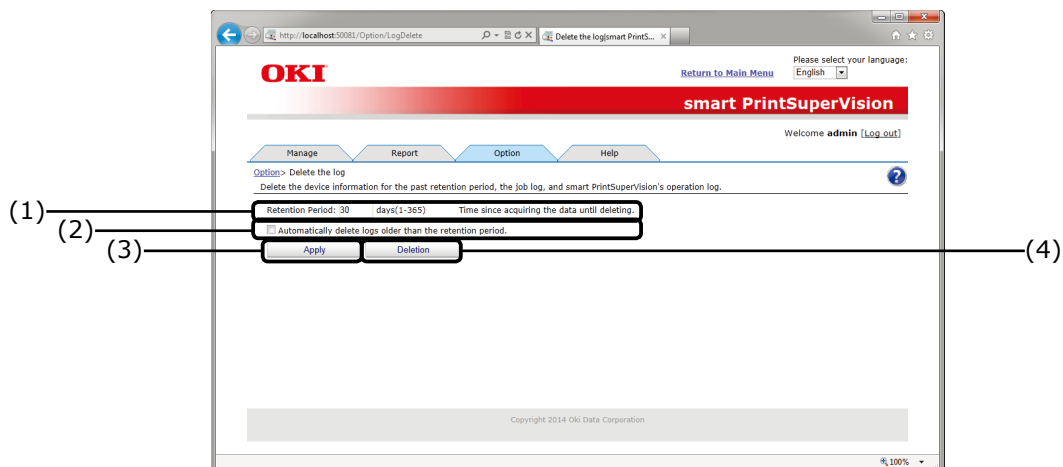 http://localhost:50081/Option/LogDelete
Delete the log|smart PrintS...
OKI
Return to Main Menu
Please select your language:
English
smart PrintSuperVision
Welcome admin [Log out]
Manage
Report
Option
Help
Option> Delete the log
Delete the device information for the past retention period, the job log, and smart PrintSuperVision's operation log.
(1)
Retention Period: 30 days(1-365) Time since acquiring the data until deleting.
(2)
Automatically delete logs older than the retention period.
(3)
Apply
Deletion
(4)
Copyright 2014 Oki Data Corporation
100%